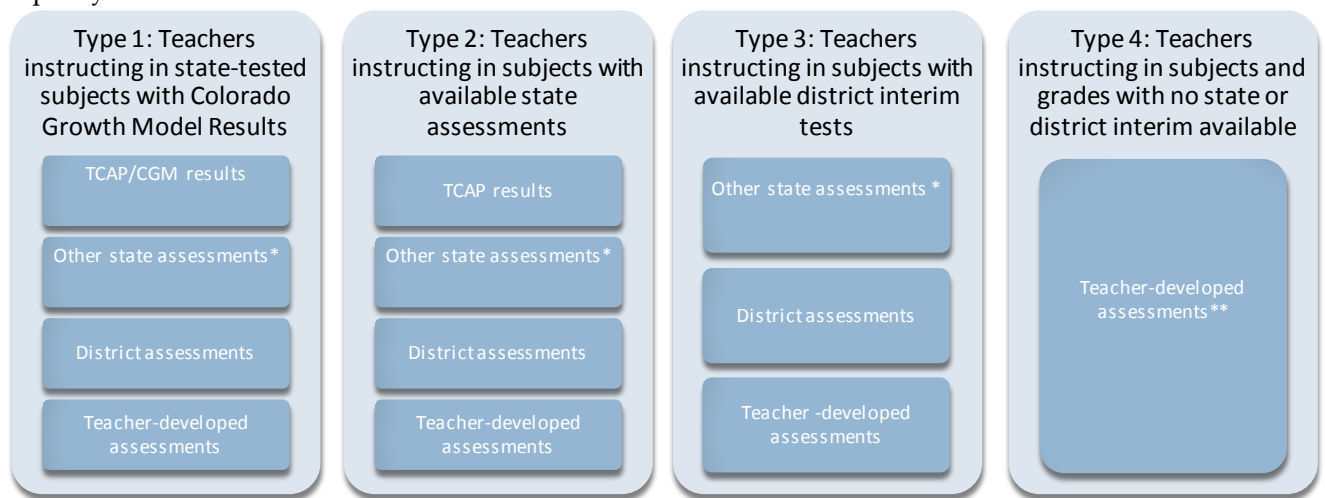 Type 1: Teachers
instructing in state-tested
subjects with Colorado
Growth Model Results
TCAP/CGM results
Other state assessments*
District assessments
Teacher-developed
assessments
Type 2: Teachers
instructing in subjects with
available state
assessments
TCAP results
Other state assessments*
District assessments
Teacher-developed
assessments
Type 3: Teachers
instructing in subjects with
available district interim
tests
Other state assessments *
District assessments
Teacher -developed
assessments
Type 4: Teachers
instructing in subjects and
grades with no state or
district interim available
Teacher-developed
assessments**